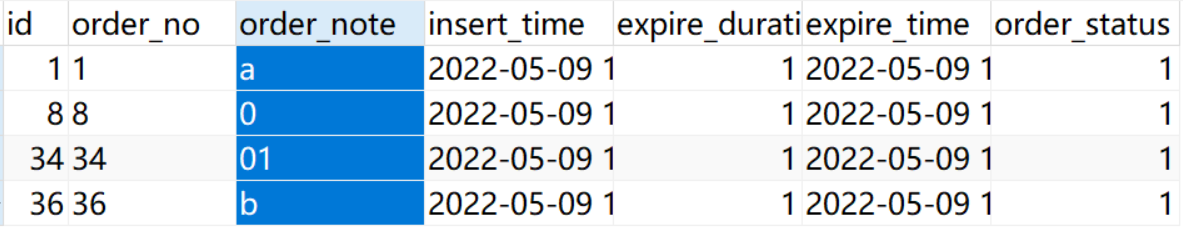 id order_no order_note insert_time expire_durati expire_time order_status
1 1 a 2022-05-09 1 1 2022-05-09 1 1
8 8 0 2022-05-09 1 1 2022-05-09 1 1
34 34 01 2022-05-09 1 1 2022-05-09 1 1
36 36 b 2022-05-09 1 1 2022-05-09 1 1